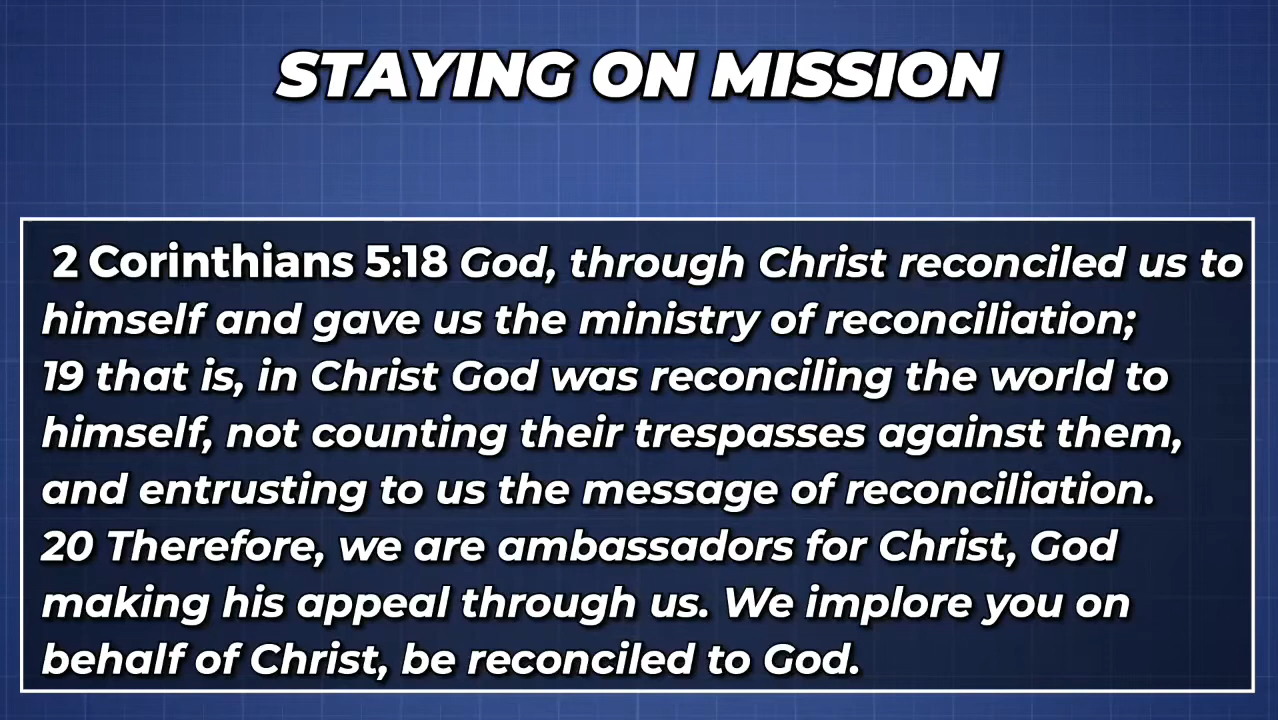 STAYING ON MISSION
2 Corinthians 5:18 God, through Christ reconciled us to
himself and gave us the ministry of reconciliation;
19 that is, in Christ God was reconciling the world to
himself, not counting their trespasses against them,
and entrusting to us the message of reconciliation.
20 Therefore, we are ambassadors for Christ, God
making his appeal through us. We implore you on
behalf of Christ, be reconciled to God.